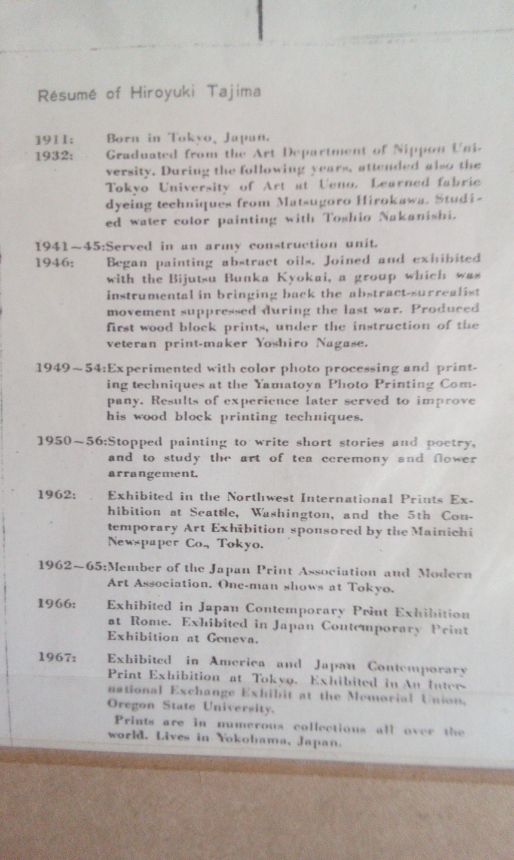 Résumé of Hiroyuki Tajima
1911: Born in Tokyo, Japan.
1932: Graduated from the Art Department of Nippon Uni-
versity. During the following years, attended also the
Tokyo University of Art at Ueno. Learned fabric
dyeing techniques from Matsugoro Hirokawa. Studi-
ed water color painting with Toshio Nakanishi.
1941~45:Served in an army construction unit.
1946: Began painting abstract oils. Joined and exhibited
with the Bijutsu Bunka Kyokai, a group which was
instrumental in bringing back the abstract-surrealist
movement suppressed during the last war. Produced
first wood block prints, under the instruction of the
veteran print-maker Yoshiro Nagase.
1949~54:Experimented with color photo processing and print-
ing techniques at the Yamatoya Photo Printing Com-
pany. Results of experience later served to improve
his wood block printing techniques.
1950~56:Stopped painting to write short stories and poetry,
and to study the art of tea ceremony and flower
arrangement.
1962: Exhibited in the Northwest International Prints Ex-
hibition at Seattle, Washington, and the 5th Con-
temporary Art Exhibition sponsored by the Mainichi
Newspaper Co., Tokyo.
1962~65:Member of the Japan Print Association and Modern
Art Association. One-man shows at Tokyo.
1966: Exhibited in Japan Contemporary Print Exhibition
at Rome. Exhibited in Japan Contemporary Print
Exhibition at Geneva.
1967: Exhibited in America and Japan Contemporary
Print Exhibition at Tokyo. Exhibited in An Inter-
national Exchange Exhibit at the Memorial Union,
Oregon State University.
Prints are in numerous collections all over the
world. Lives in Yokohama, Japan.